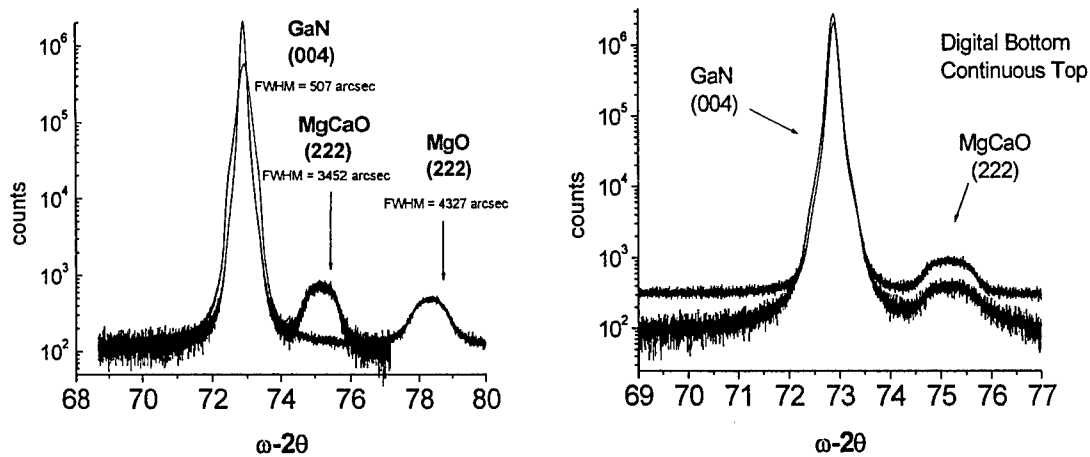 GaN
(004)
FWHM = 507 arcsec
MgCaO
(222)
FWHM = 3452 arcsec
MgO
(222)
FWHM = 4327 arcsec
10^6
10^5
10^4
10^3
10^2
counts
68 70 72 74 76 78 80
ω-2θ
Digital Bottom
Continuous Top
GaN
(004)
MgCaO
(222)
10^6
10^5
10^4
10^3
10^2
counts
69 70 71 72 73 74 75 76 77
ω-2θ